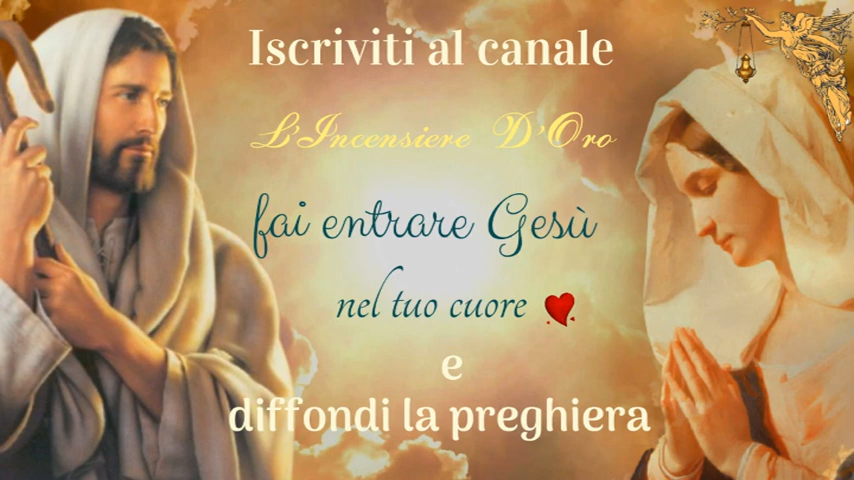 Iscriviti al canale
L'Incensiere D'Oro
fai entrare Gesù
nel tuo cuore
e
diffondi la preghiera